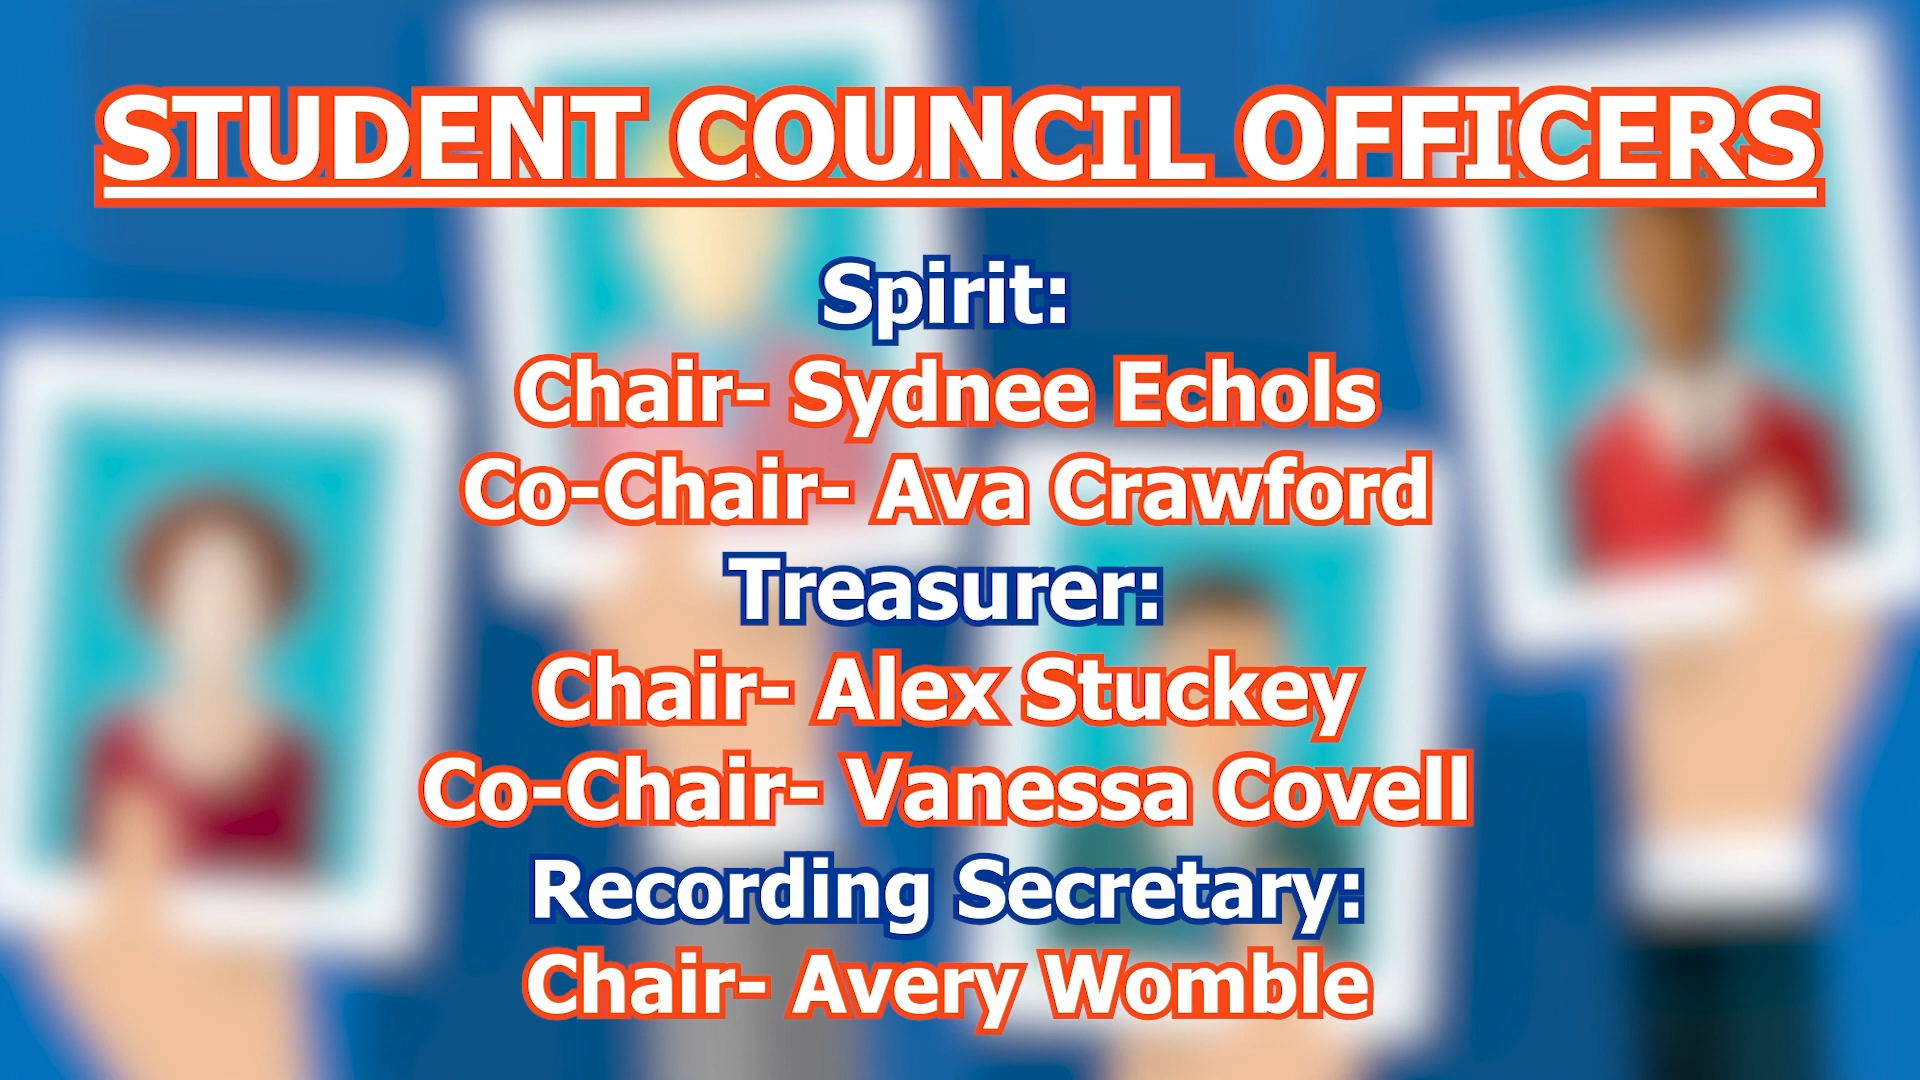 STUDENT COUNCIL OFFICERS
Spirit:
Chair- Sydnee Echols
Co-Chair- Ava Crawford
Treasurer:
Chair- Alex Stuckey
Co-Chair- Vanessa Covell
Recording Secretary:
Chair- Avery Womble